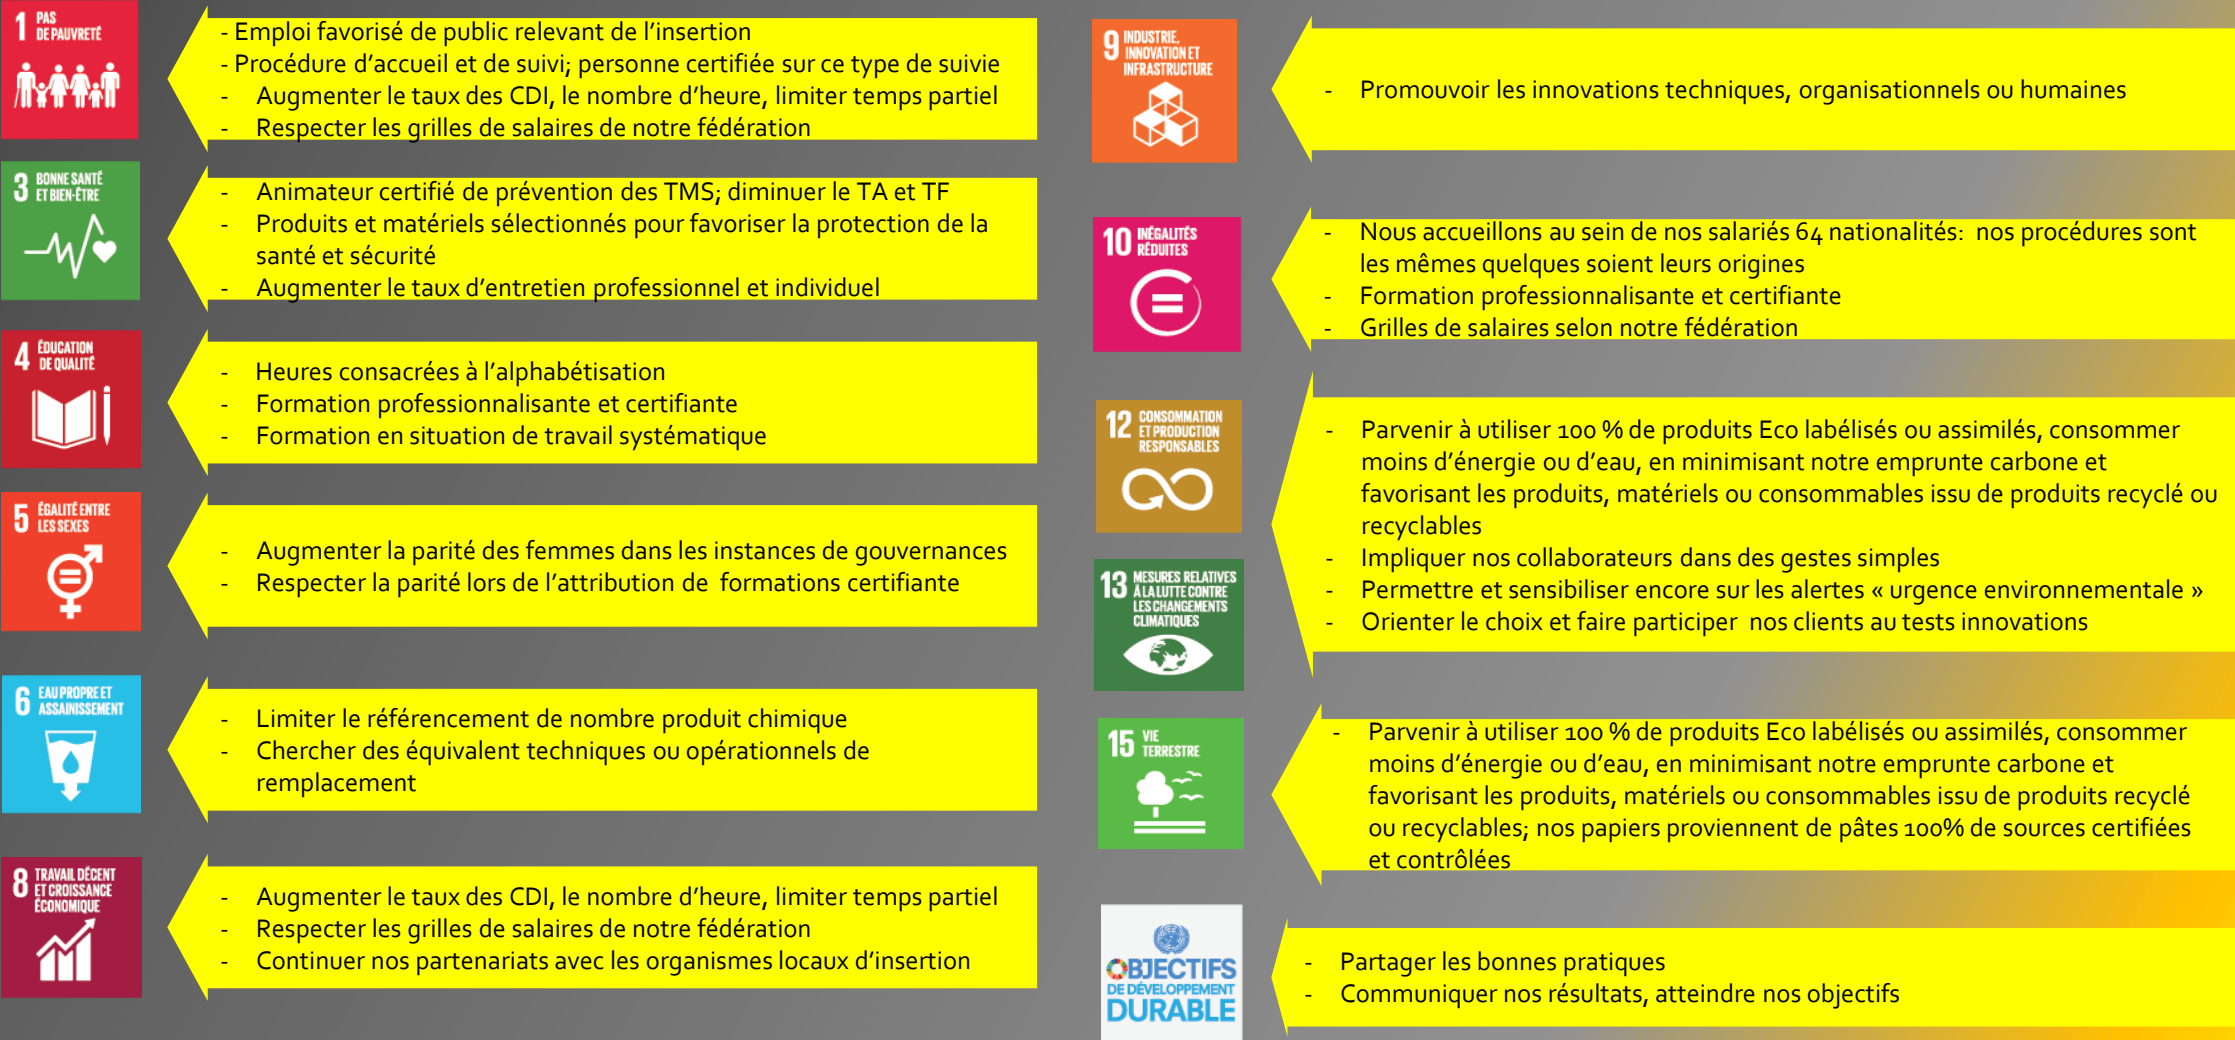 1 PAS
DE PAUVRETÉ
- Emploi favorisé de public relevant de l’insertion
- Procédure d’accueil et de suivi; personne certifiée sur ce type de suivie
- Augmenter le taux des CDI, le nombre d’heure, limiter temps partiel
- Respecter les grilles de salaires de notre fédération
3 BONNE SANTÉ
ET BIEN-ÊTRE
- Animateur certifié de prévention des TMS; diminuer le TA et TF
- Produits et matériels sélectionnés pour favoriser la protection de la
santé et sécurité
- Augmenter le taux d’entretien professionnel et individuel
4 ÉDUCATION
DE QUALITÉ
- Heures consacrées à l’alphabétisation
- Formation professionnalisante et certifiante
- Formation en situation de travail systématique
5 ÉGALITÉ ENTRE
LES SEXES
- Augmenter la parité des femmes dans les instances de gouvernances
- Respecter la parité lors de l’attribution de formations certifiante
6 EAU PROPRE ET
ASSAINISSEMENT
- Limiter le référencement de nombre produit chimique
- Chercher des équivalent techniques ou opérationnels de
remplacement
8 TRAVAIL DÉCENT
ET CROISSANCE
ÉCONOMIQUE
- Augmenter le taux des CDI, le nombre d’heure, limiter temps partiel
- Respecter les grilles de salaires de notre fédération
- Continuer nos partenariats avec les organismes locaux d’insertion
9 INDUSTRIE,
INNOVATION ET
INFRASTRUCTURE
- Promouvoir les innovations techniques, organisationnels ou humaines
10 INÉGALITÉS
RÉDUITES
- Nous accueillons au sein de nos salariés 64 nationalités: nos procédures sont
les mêmes quelques soient leurs origines
- Formation professionnalisante et certifiante
- Grilles de salaires selon notre fédération
12 CONSOMMATION
ET PRODUCTION
RESPONSABLES
13 MESURES RELATIVES
À LA LUTTE CONTRE
LES CHANGEMENTS
CLIMATIQUES
- Parvenir à utiliser 100 % de produits Eco labélisés ou assimilés, consommer
moins d’énergie ou d’eau, en minimisant notre emprunte carbone et
favorisant les produits, matériels ou consommables issu de produits recyclé ou
recyclables
- Impliquer nos collaborateurs dans des gestes simples
- Permettre et sensibiliser encore sur les alertes « urgence environnementale »
- Orienter le choix et faire participer nos clients au tests innovations
15 VIE
TERRESTRE
- Parvenir à utiliser 100 % de produits Eco labélisés ou assimilés, consommer
moins d’énergie ou d’eau, en minimisant notre emprunte carbone et
favorisant les produits, matériels ou consommables issu de produits recyclé
ou recyclables; nos papiers proviennent de pâtes 100% de sources certifiées
et contrôlées
OBJECTIFS
DE DÉVELOPPEMENT
DURABLE
- Partager les bonnes pratiques
- Communiquer nos résultats, atteindre nos objectifs